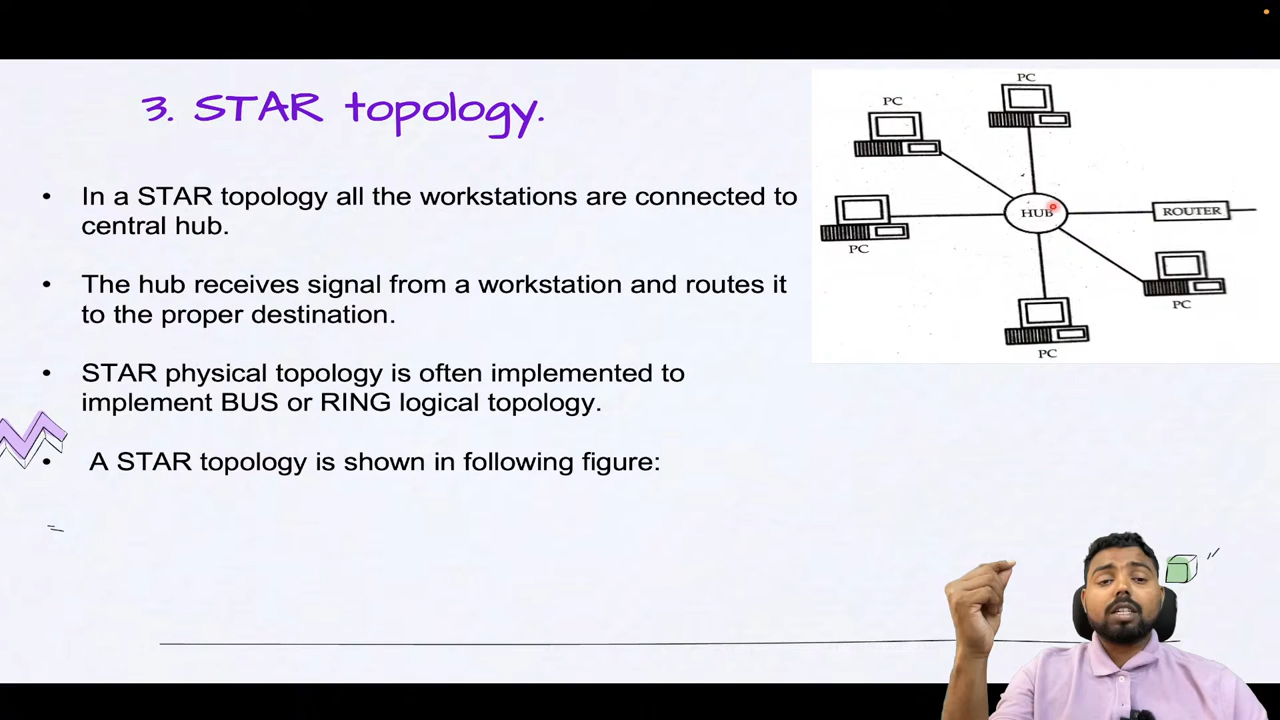 3. STAR topology.
• In a STAR topology all the workstations are connected to
central hub.
• The hub receives signal from a workstation and routes it
to the proper destination.
• STAR physical topology is often implemented to
implement BUS or RING logical topology.
• A STAR topology is shown in following figure:
PC
PC
PC
HUB
ROUTER
PC
PC